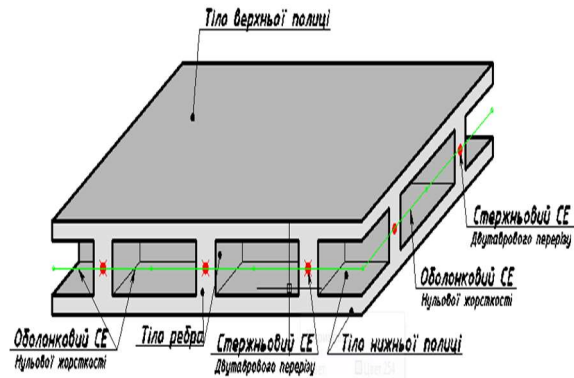 Тіло верхньої полиці
Стержньовий СЕ
Двутаврового перерізу
Оболонковий СЕ
Нульової жорсткості
Оболонковий СЕ
Нульової жорсткості
Тіло ребра
Стержньовий СЕ
Двутаврового перерізу
Тіло нижньої полиці